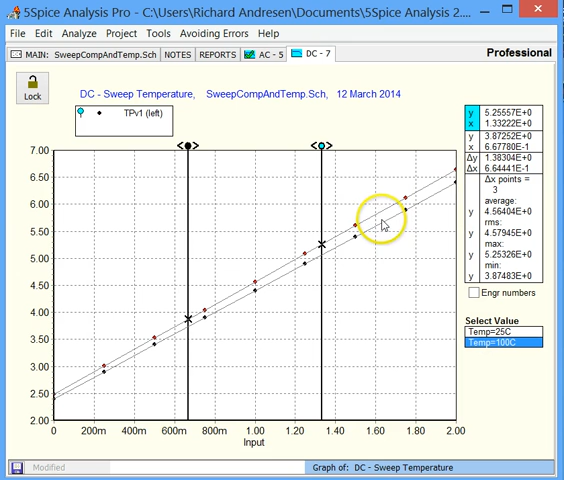 5Spice Analysis Pro - C:\Users\Richard Andresen\Documents\5Spice Analysis 2....
File Edit Analyze Project Tools Avoiding Errors Help
MAIN: SweepCompAndTemp.Sch NOTES REPORTS AC - 5 DC - 7
Professional
Lock
DC - Sweep Temperature, SweepCompAndTemp.Sch, 12 March 2014
TPv1 (left)
7.00
6.50
6.00
5.50
5.00
4.50
4.00
3.50
3.00
2.50
2.00
0 200m 400m 600m 800m 1.00 1.20 1.40 1.60 1.80 2.00
Input
y 5.25557E+0
x 1.33222E+0
y 3.87252E+0
x 6.67780E-1
Δy 1.38304E+0
Δx 6.64441E-1
Δx points =
3
average:
y 4.56404E+0
rms:
y 4.57945E+0
max:
y 5.25326E+0
min:
y 3.87483E+0
Engr numbers
Select Value
Temp=25C
Temp=100C
Modified
Graph of: DC - Sweep Temperature